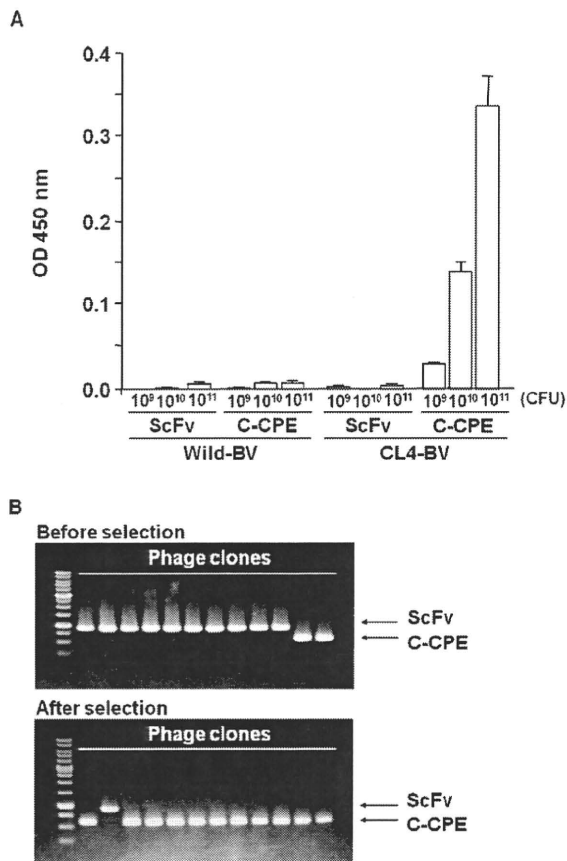 A
OD 450 nm
0.4
0.3
0.2
0.1
0.0
10⁹ 10¹⁰ 10¹¹ 10⁹ 10¹⁰ 10¹¹ 10⁹ 10¹⁰ 10¹¹ 10⁹ 10¹⁰ 10¹¹ (CFU)
ScFv C-CPE ScFv C-CPE
Wild-BV CL4-BV
B
Before selection
Phage clones
ScFv
C-CPE
After selection
Phage clones
ScFv
C-CPE